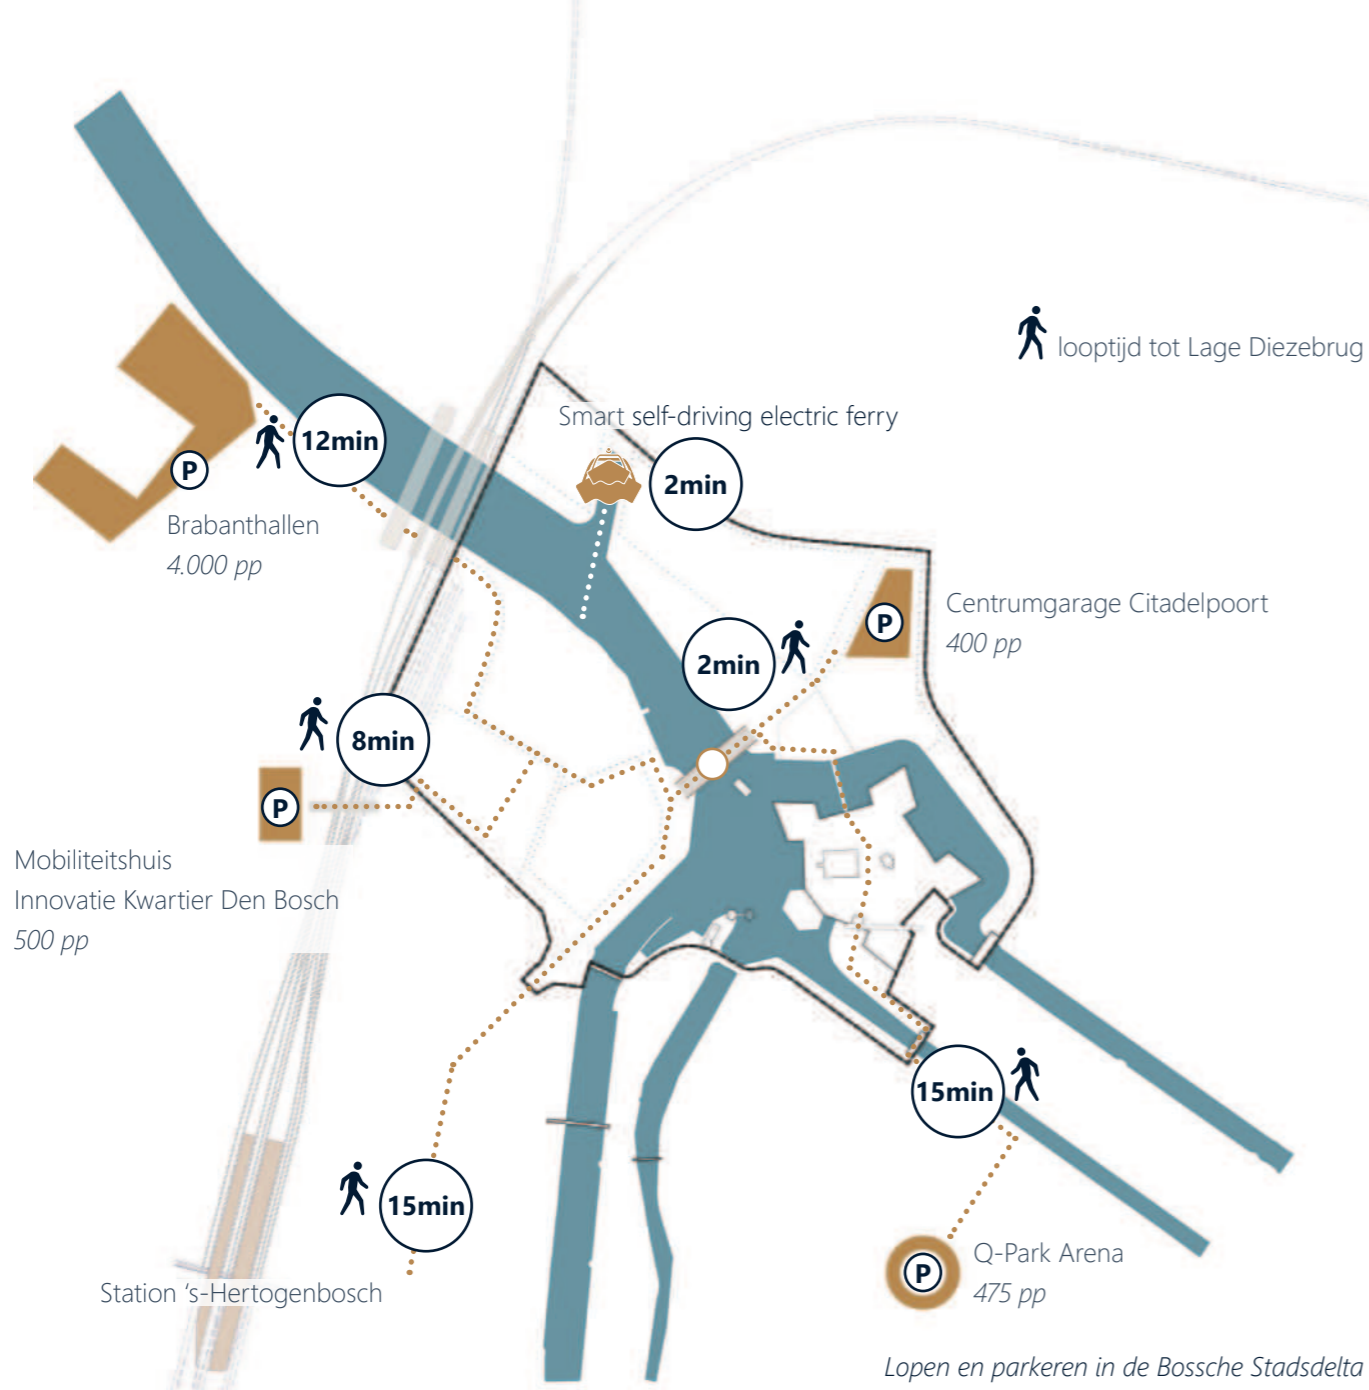 looptijd tot Lage Diezebrug
Smart self-driving electric ferry
12min
2min
P
Brabanthallen
4.000 pp
Centrumgarage Citadelpoort
400 pp
P
2min
8min
P
Mobiliteitshuis
Innovatie Kwartier Den Bosch
500 pp
15min
15min
Station ‘s-Hertogenbosch
Q-Park Arena
475 pp
P
Lopen en parkeren in de Bossche Stadsdelta